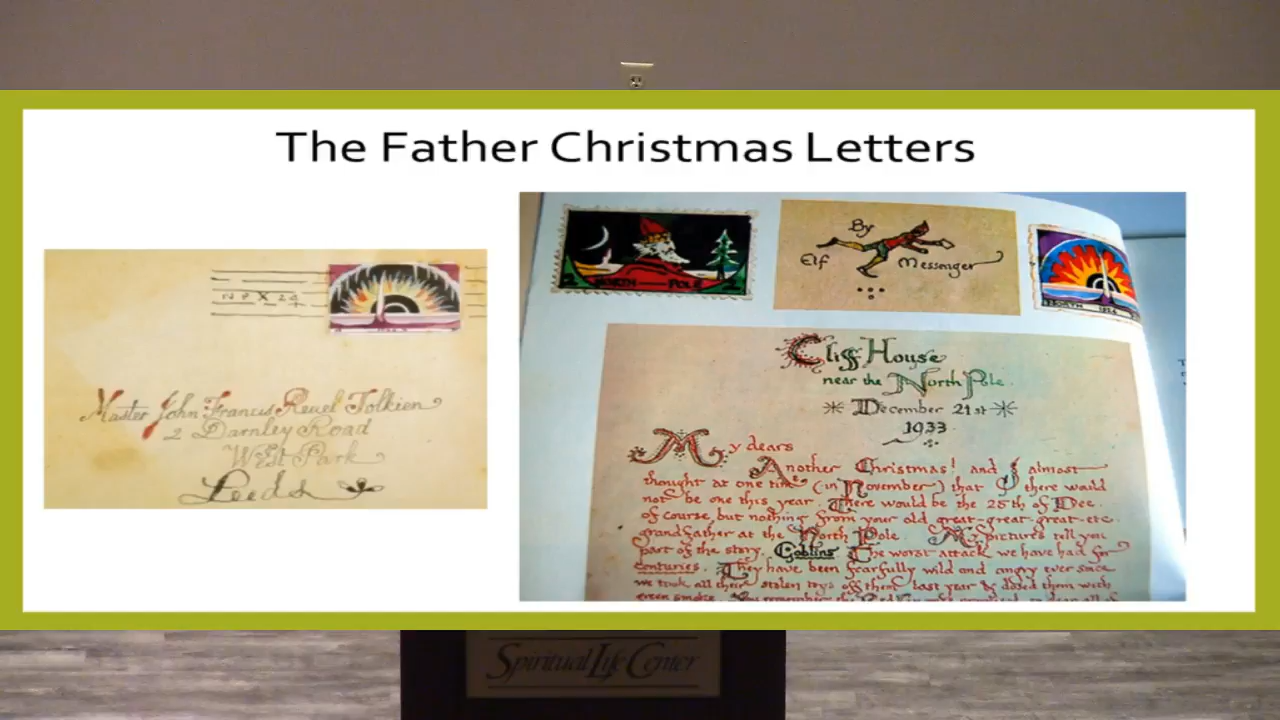 The Father Christmas Letters
Master John Francis Reuel Tolkien
2 Darnley Road
West Park
Leeds
NORTH — POLE
By
Elf Messenger
Cliff House
near the North Pole
December 21st
1933
My dears
Another Christmas! and I almost
thought at one time (in November) that there would
not be one this year. There would be the 25th of Dec.
of course, but nothing from your old great-great-great-etc.
grandfather at the North Pole. My pictures tell you
part of the story. Goblins The worst attack we have had for
centuries. They have been fearfully wild and angry ever since
we took all their stolen toys off them last year & dosed them with
green smoke. You remember the
Spiritual Life Center